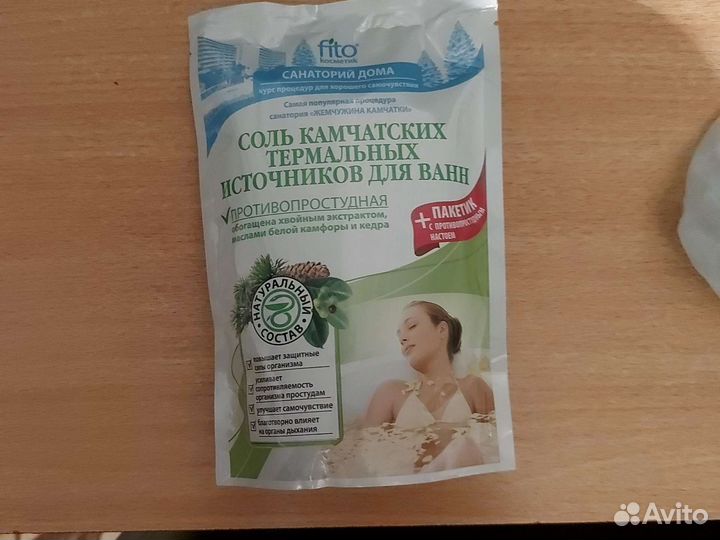 fito
косметик
САНАТОРИЙ ДОМА
курс процедур для хорошего самочувствия
Самая популярная процедура
санатория «ЖЕМЧУЖИНА КАМЧАТКИ»
СОЛЬ КАМЧАТСКИХ
ТЕРМАЛЬНЫХ
ИСТОЧНИКОВ ДЛЯ ВАНН
ПРОТИВОПРОСТУДНАЯ
обогащена хвойным экстрактом,
маслами белой камфоры и кедра
+ ПАКЕТИК
С ПРОТИВОПРОСТУДНЫМ
НАСТОЕМ
НАТУРАЛЬНЫЙ
СОСТАВ
повышает защитные
силы организма
усиливает
сопротивляемость
организма простудам
улучшает самочувствие
благотворно влияет
на органы дыхания
Avito